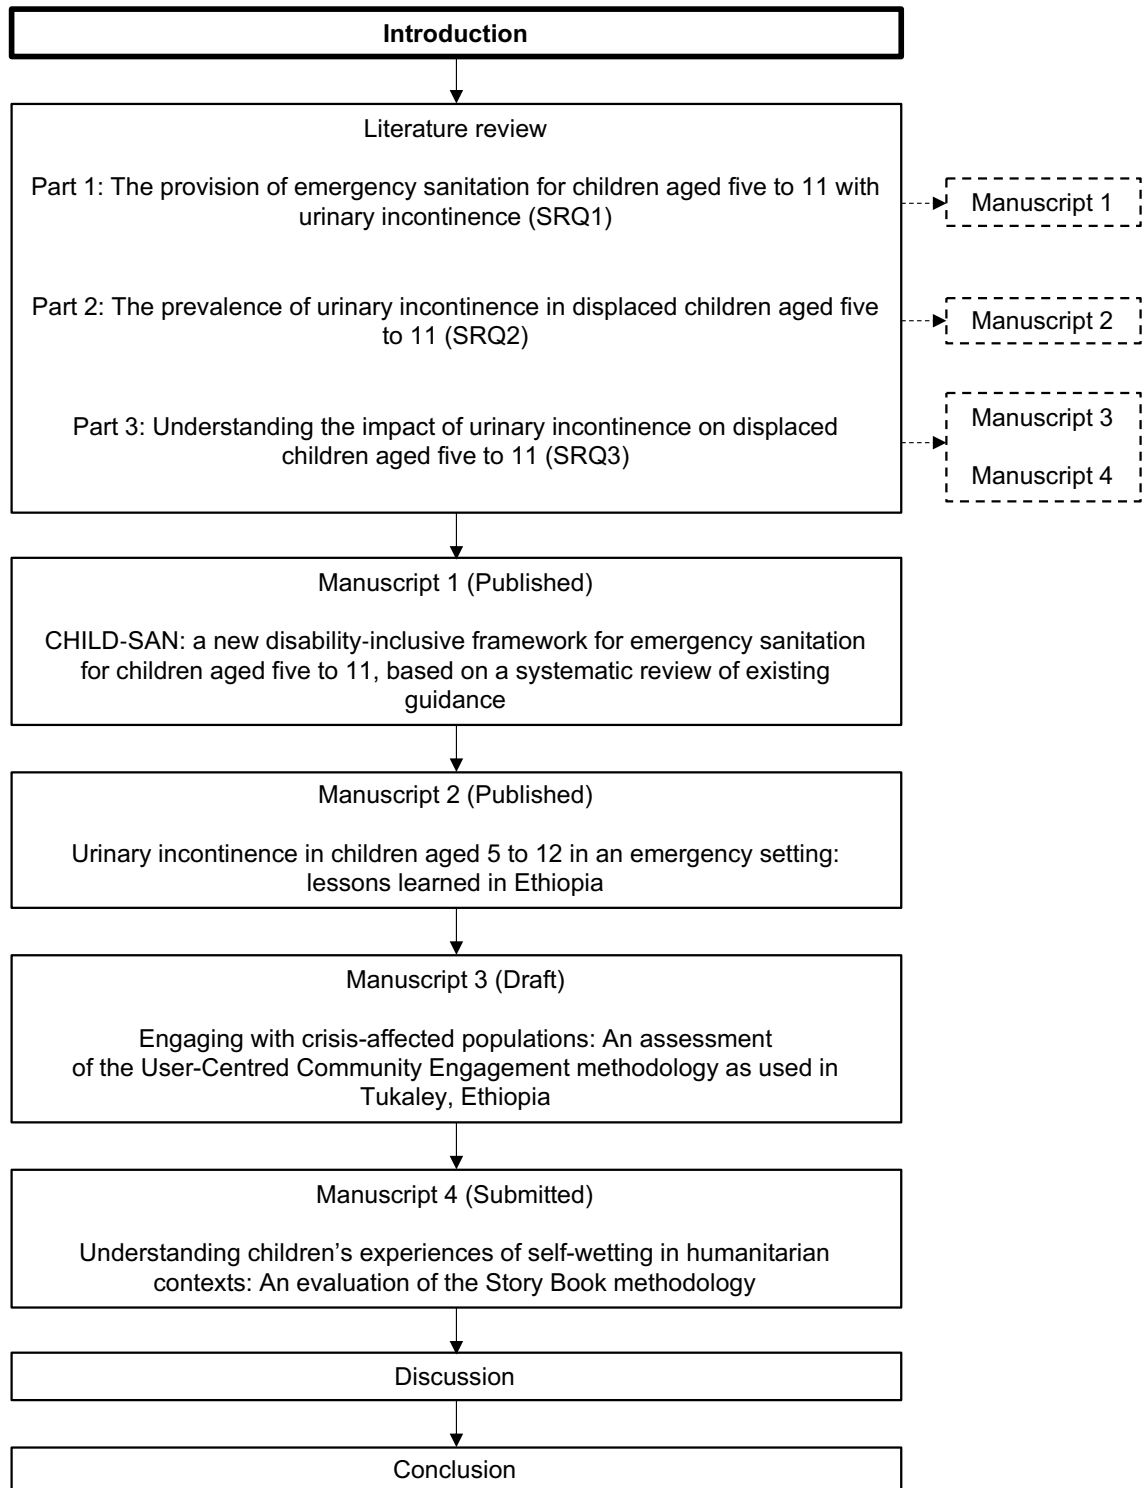 Introduction
Literature review
Part 1: The provision of emergency sanitation for children aged five to 11 with
urinary incontinence (SRQ1)
Manuscript 1
Part 2: The prevalence of urinary incontinence in displaced children aged five
to 11 (SRQ2)
Manuscript 2
Part 3: Understanding the impact of urinary incontinence on displaced
children aged five to 11 (SRQ3)
Manuscript 3
Manuscript 4
Manuscript 1 (Published)
CHILD-SAN: a new disability-inclusive framework for emergency sanitation
for children aged five to 11, based on a systematic review of existing
guidance
Manuscript 2 (Published)
Urinary incontinence in children aged 5 to 12 in an emergency setting:
lessons learned in Ethiopia
Manuscript 3 (Draft)
Engaging with crisis-affected populations: An assessment
of the User-Centred Community Engagement methodology as used in
Tukaley, Ethiopia
Manuscript 4 (Submitted)
Understanding children’s experiences of self-wetting in humanitarian
contexts: An evaluation of the Story Book methodology
Discussion
Conclusion